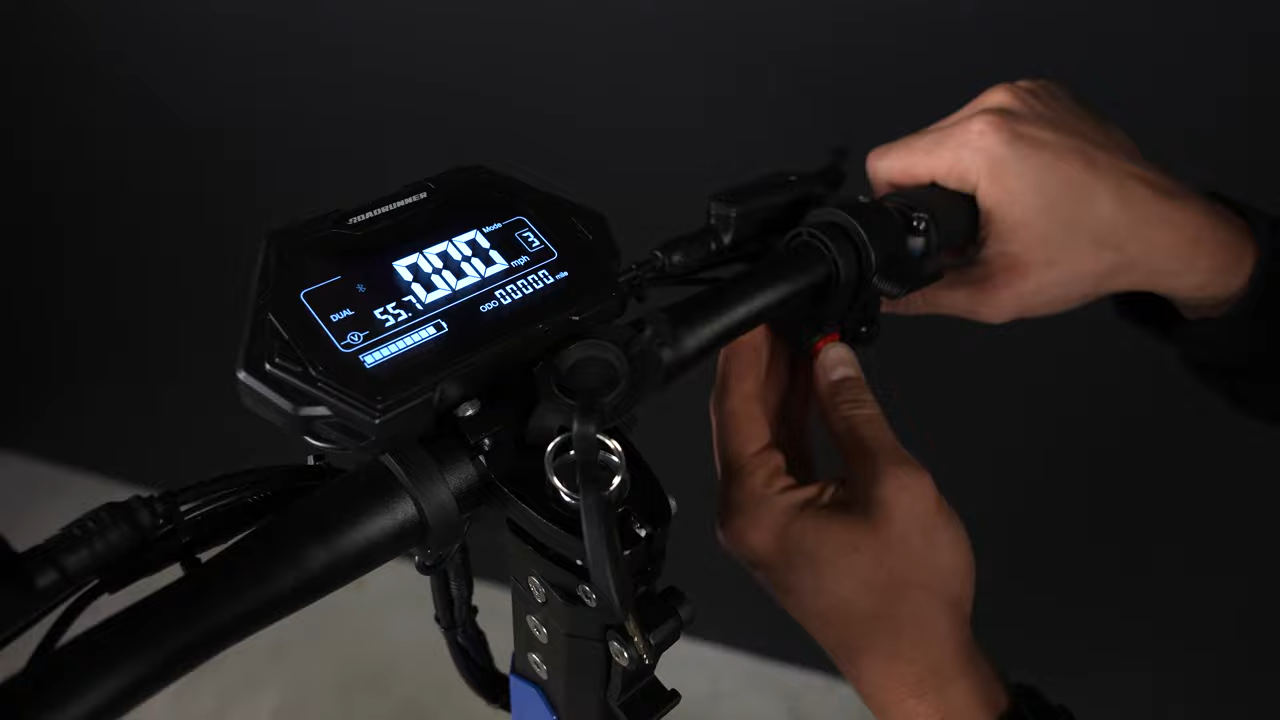 ROADRUNNER
Mode
000 mph 3
DUAL 55.7
V
ODO 00000 mile